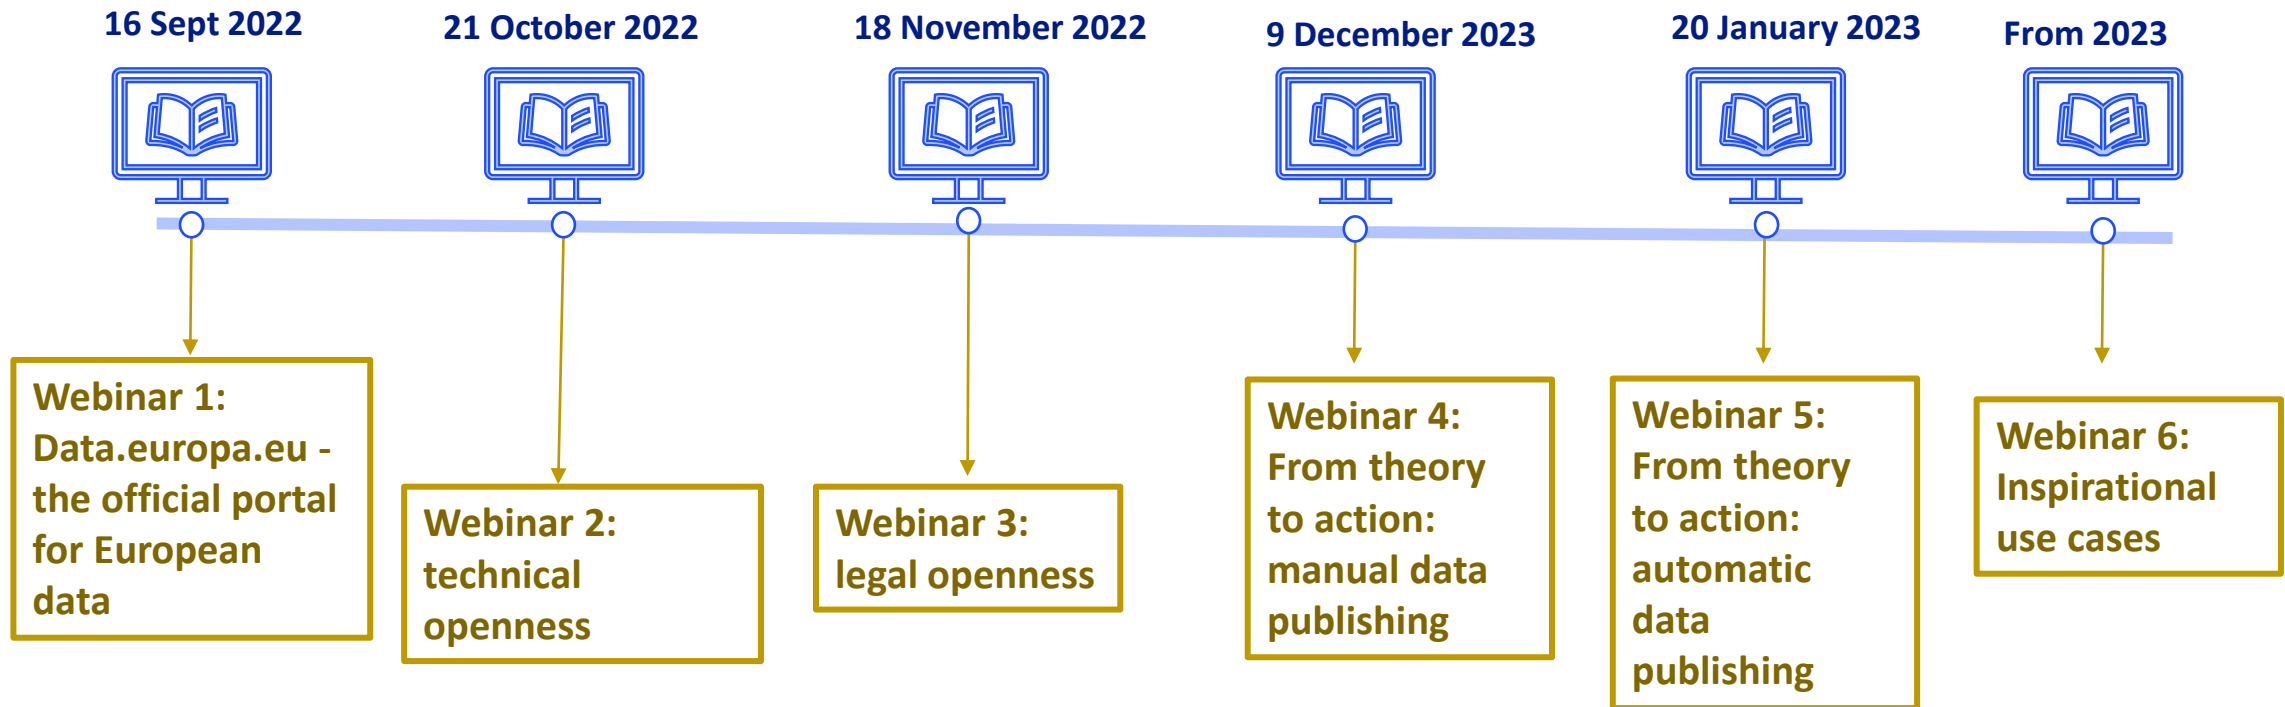 16 Sept 2022
21 October 2022
18 November 2022
9 December 2023
20 January 2023
From 2023
Webinar 1:
Data.europa.eu -
the official portal
for European
data
Webinar 2:
technical
openness
Webinar 3:
legal openness
Webinar 4:
From theory
to action:
manual data
publishing
Webinar 5:
From theory
to action:
automatic
data
publishing
Webinar 6:
Inspirational
use cases